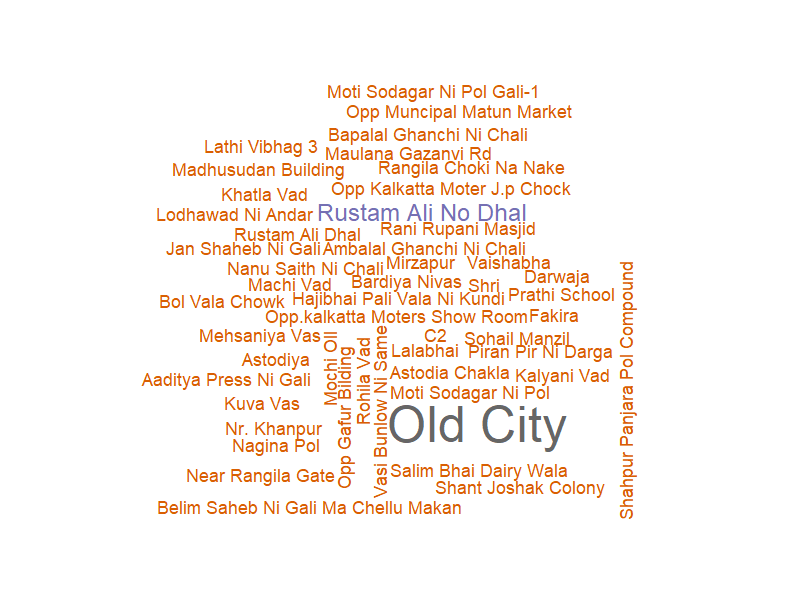 Moti Sodagar Ni Pol Gali-1
Opp Muncipal Matun Market
Bapalal Ghanchi Ni Chali
Lathi Vibhag 3
Maulana Gazanvi Rd
Madhusudan Building
Rangila Choki Na Nake
Khatla Vad
Opp Kalkatta Moter J.p Chock
Lodhawad Ni Andar
Rustam Ali No Dhal
Rustam Ali Dhal
Rani Rupani Masjid
Jan Shaheb Ni Gali
Ambalal Ghanchi Ni Chali
Nanu Saith Ni Chali
Mirzapur
Vaishabha
Machi Vad
Bardiya Nivas
Shri
Darwaja
Bol Vala Chowk
Hajibhai Pali Vala Ni Kundi
Prathi School
Opp.kalkatta Moters Show Room
Fakira
Mehsaniya Vas
C2
Sohail Manzil
Astodiya
Lalabhai
Piran Pir Ni Darga
Aaditya Press Ni Gali
Astodia Chakla
Kalyani Vad
Mochi Oll
Opp Gafur Bilding
Rohila Vad
Vasi Bunlow Ni Same
Shahpur Panjara Pol Compound
Moti Sodagar Ni Pol
Kuva Vas
Old City
Nr. Khanpur
Nagina Pol
Near Rangila Gate
Salim Bhai Dairy Wala
Shant Joshak Colony
Belim Saheb Ni Gali Ma Chellu Makan